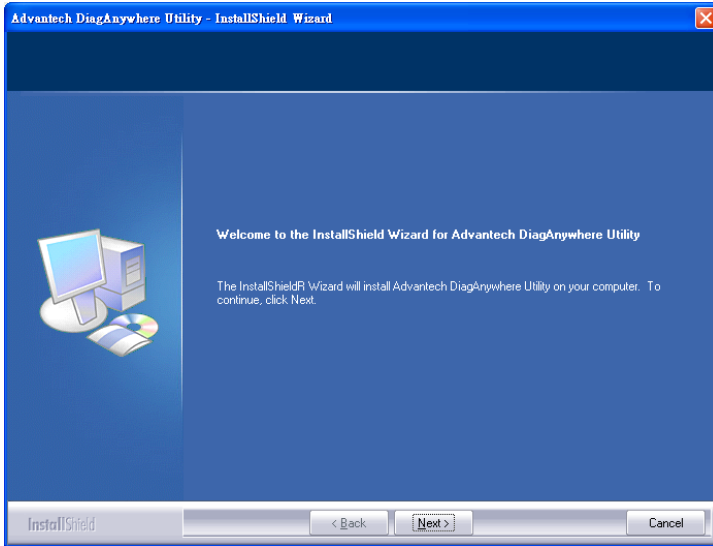 Advantech DiagAnywhere Utility - InstallShield Wizard
Welcome to the InstallShield Wizard for Advantech DiagAnywhere Utility
The InstallShieldR Wizard will install Advantech DiagAnywhere Utility on your computer. To
continue, click Next.
InstallShield
< Back
Next >
Cancel